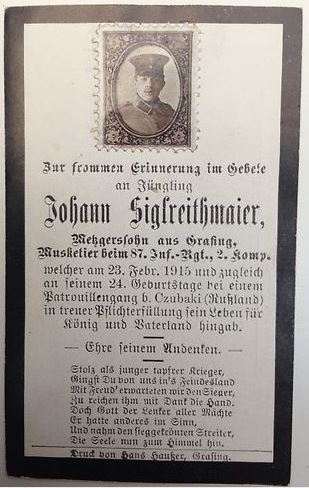 Zur frommen Erinnerung im Gebete
an Jüngling
Johann Siglreithmaier,
Metzgerssohn aus Grafing,
Musketier beim 87. Inf.-Rgt., 2. Komp.
welcher am 23. Febr. 1915 und zugleich
an seinem 24. Geburtstage bei einem
Patrouillengang b. Czubaki (Rußland)
in treuer Pflichterfüllung sein Leben für
König und Vaterland hingab.
— Ehre seinem Andenken. —
Stolz als junger tapfrer Krieger,
Gingst Du von uns in's Feindesland
Mit Freud' erwarteten wir den Sieger,
Zu reichen ihm mit Dank die Hand.
Doch Gott der Lenker aller Mächte
Er hatte anderes im Sinn,
Und nahm den sieggekrönten Streiter,
Die Seele nun zum Himmel hin.
Druck von Hans Haußer, Grafing.